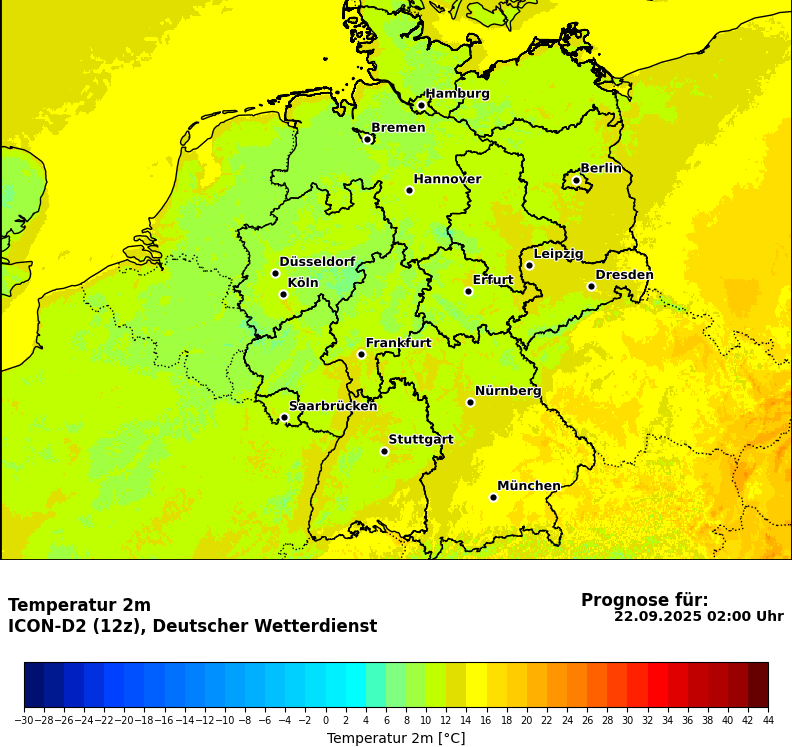 Hamburg
Bremen
Berlin
Hannover
Leipzig
Düsseldorf
Dresden
Erfurt
Köln
Frankfurt
Nürnberg
Saarbrücken
Stuttgart
München
Temperatur 2m
Prognose für:
ICON-D2 (12z), Deutscher Wetterdienst
22.09.2025 02:00 Uhr
−30 −28 −26 −24 −22 −20 −18 −16 −14 −12 −10 −8 −6 −4 −2 0 2 4 6 8 10 12 14 16 18 20 22 24 26 28 30 32 34 36 38 40 42 44
Temperatur 2m [°C]